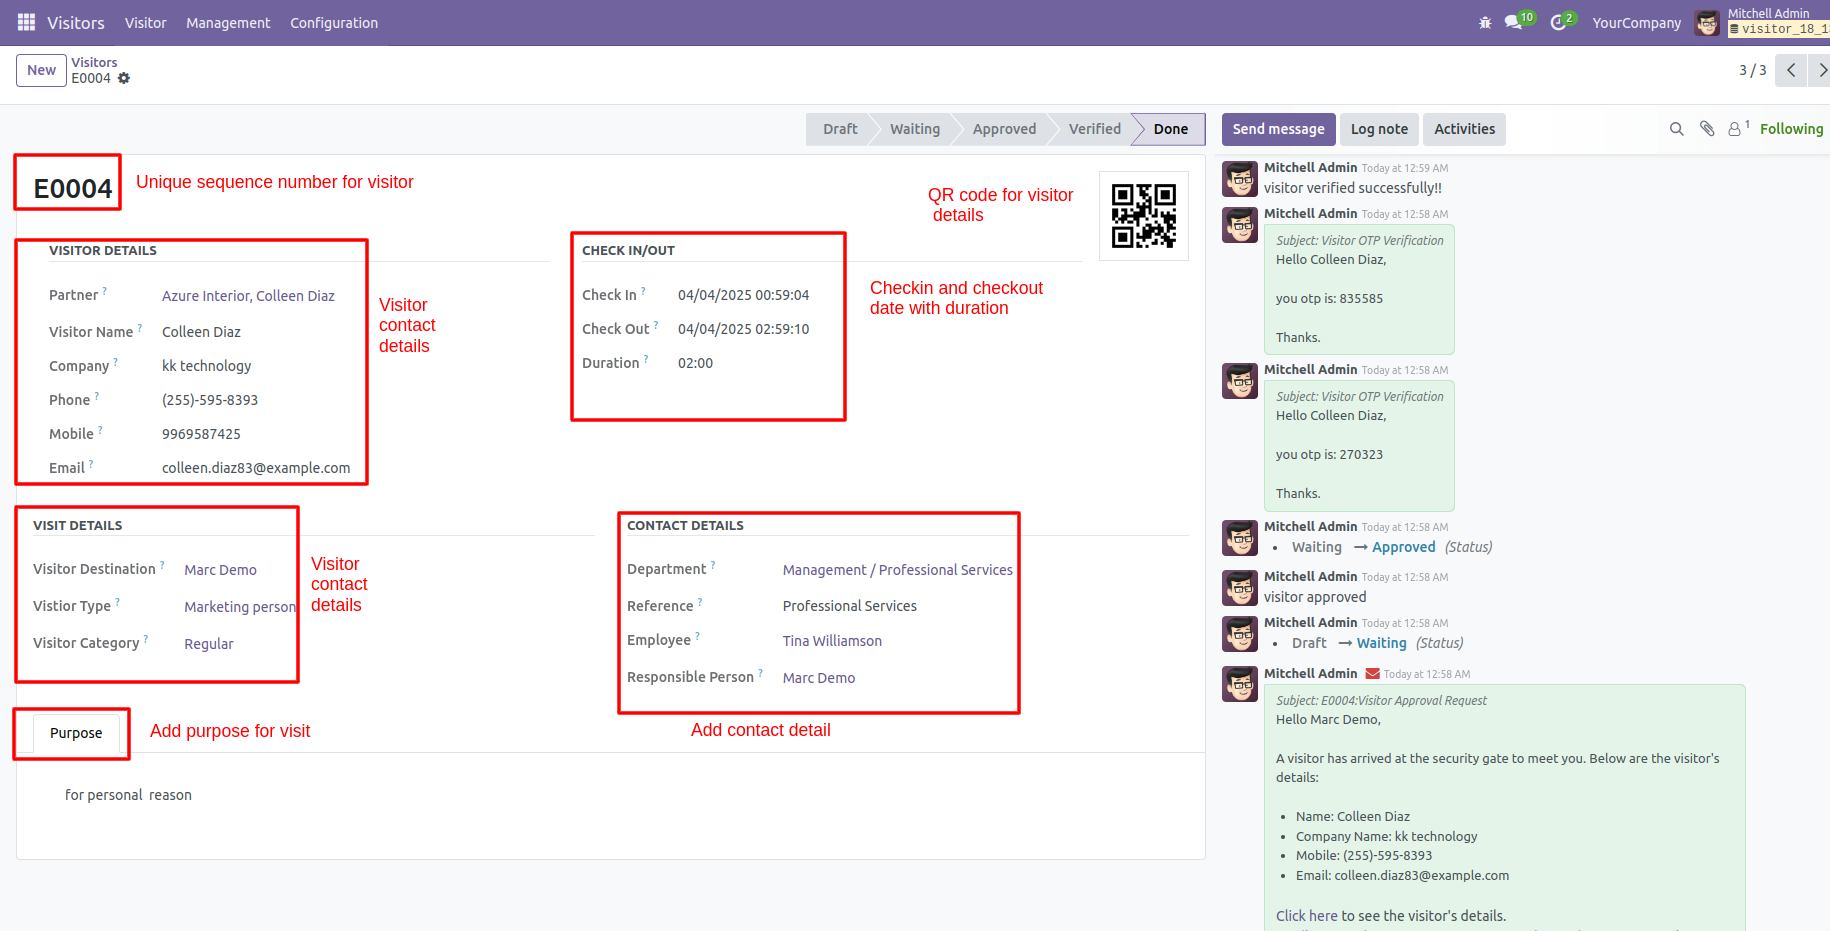 Visitors Visitor Management Configuration 10 2 YourCompany Mitchell Admin
visitor_18_1
New Visitors
E0004 3 / 3
Draft Waiting Approved Verified Done
Send message Log note Activities 1 Following
E0004 Unique sequence number for visitor
QR code for visitor
details
VISITOR DETAILS
Partner ? Azure Interior, Colleen Diaz
Visitor Name ? Colleen Diaz
Company ? kk technology
Phone ? (255)-595-8393
Mobile ? 9969587425
Email ? colleen.diaz83@example.com
Visitor
contact
details
CHECK IN/OUT
Check In ? 04/04/2025 00:59:04
Check Out ? 04/04/2025 02:59:10
Duration ? 02:00
Checkin and checkout
date with duration
VISIT DETAILS
Visitor Destination ? Marc Demo
Vistior Type ? Marketing person
Visitor Category ? Regular
Visitor
contact
details
CONTACT DETAILS
Department ? Management / Professional Services
Reference ? Professional Services
Employee ? Tina Williamson
Responsible Person ? Marc Demo
Add contact detail
Purpose Add purpose for visit
for personal reason
Mitchell Admin Today at 12:59 AM
visitor verified successfully!!
Mitchell Admin Today at 12:58 AM
Subject: Visitor OTP Verification
Hello Colleen Diaz,
you otp is: 835585
Thanks.
Mitchell Admin Today at 12:58 AM
Subject: Visitor OTP Verification
Hello Colleen Diaz,
you otp is: 270323
Thanks.
Mitchell Admin Today at 12:58 AM
• Waiting → Approved (Status)
Mitchell Admin Today at 12:58 AM
visitor approved
Mitchell Admin Today at 12:58 AM
• Draft → Waiting (Status)
Mitchell Admin Today at 12:58 AM
Subject: E0004:Visitor Approval Request
Hello Marc Demo,
A visitor has arrived at the security gate to meet you. Below are the visitor's
details:
• Name: Colleen Diaz
• Company Name: kk technology
• Mobile: (255)-595-8393
• Email: colleen.diaz83@example.com
Click here to see the visitor's details.